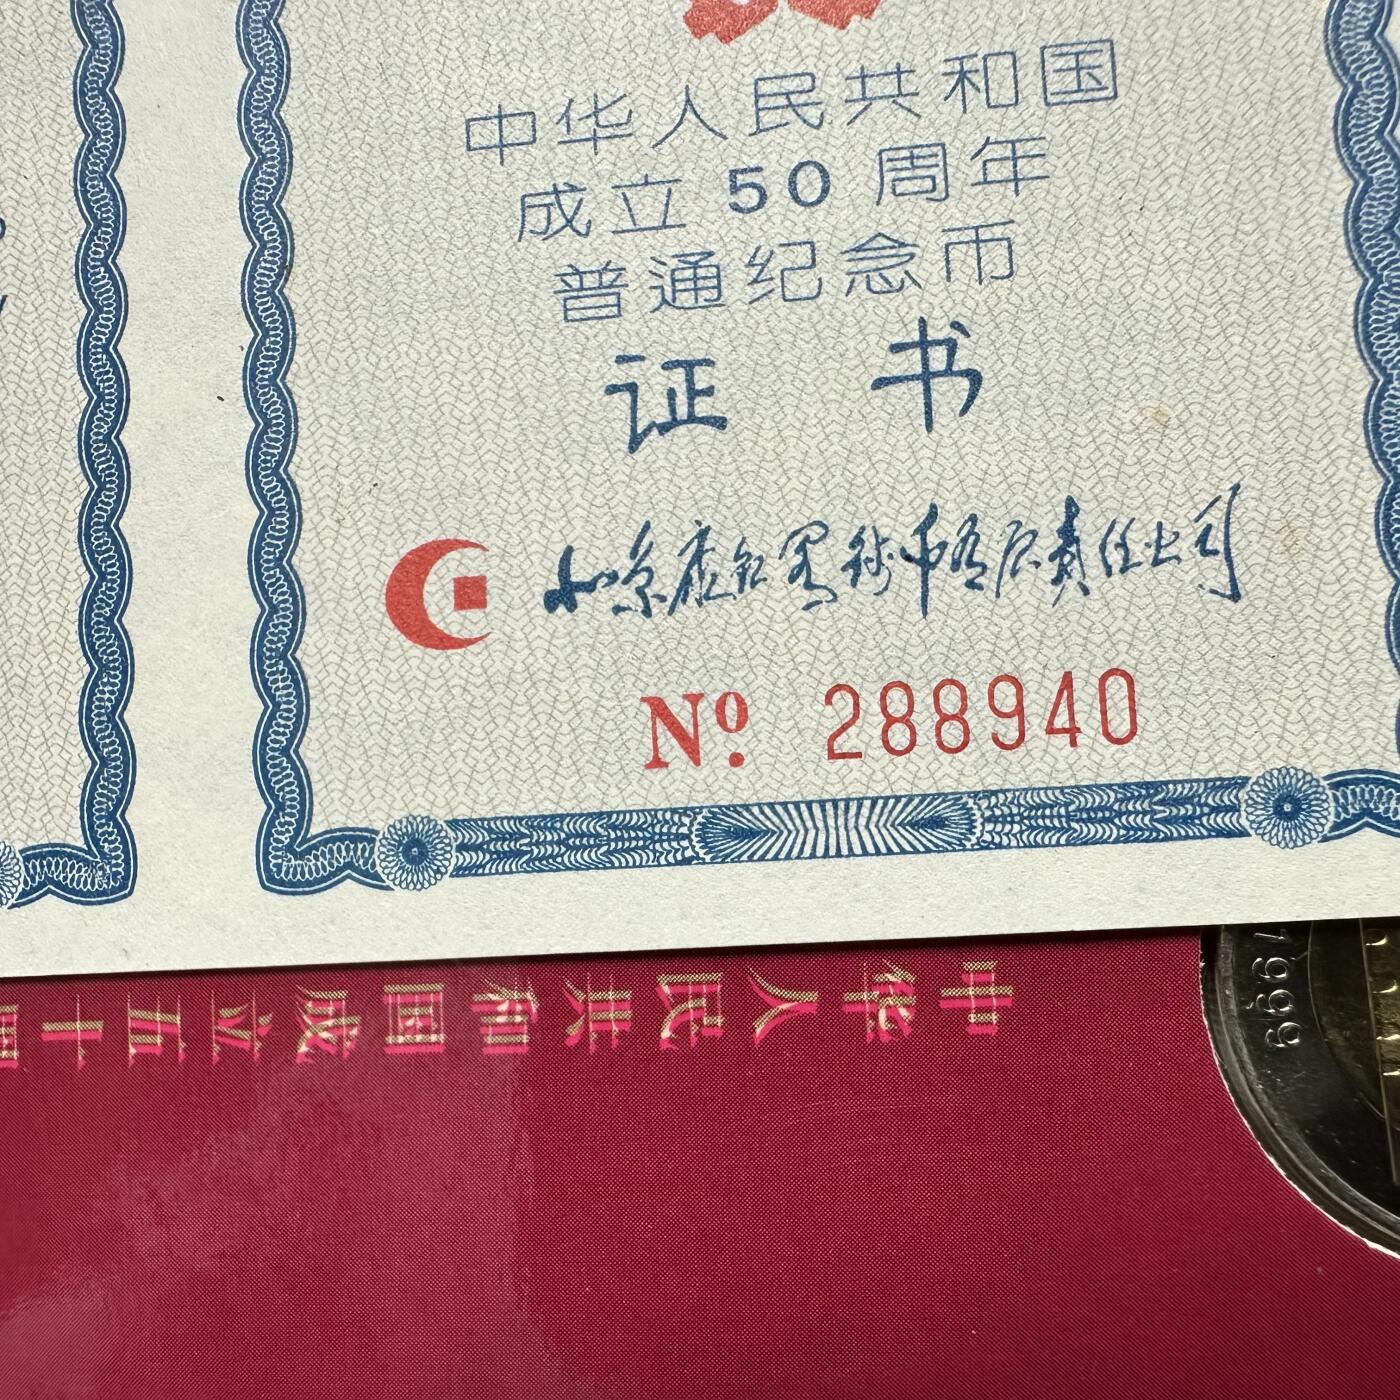 中华人民共和国
成立50周年
普通纪念币
证 书
北京康银阁钱币有限责任公司
Nº. 288940
中华人民共和国成立五十周
1999